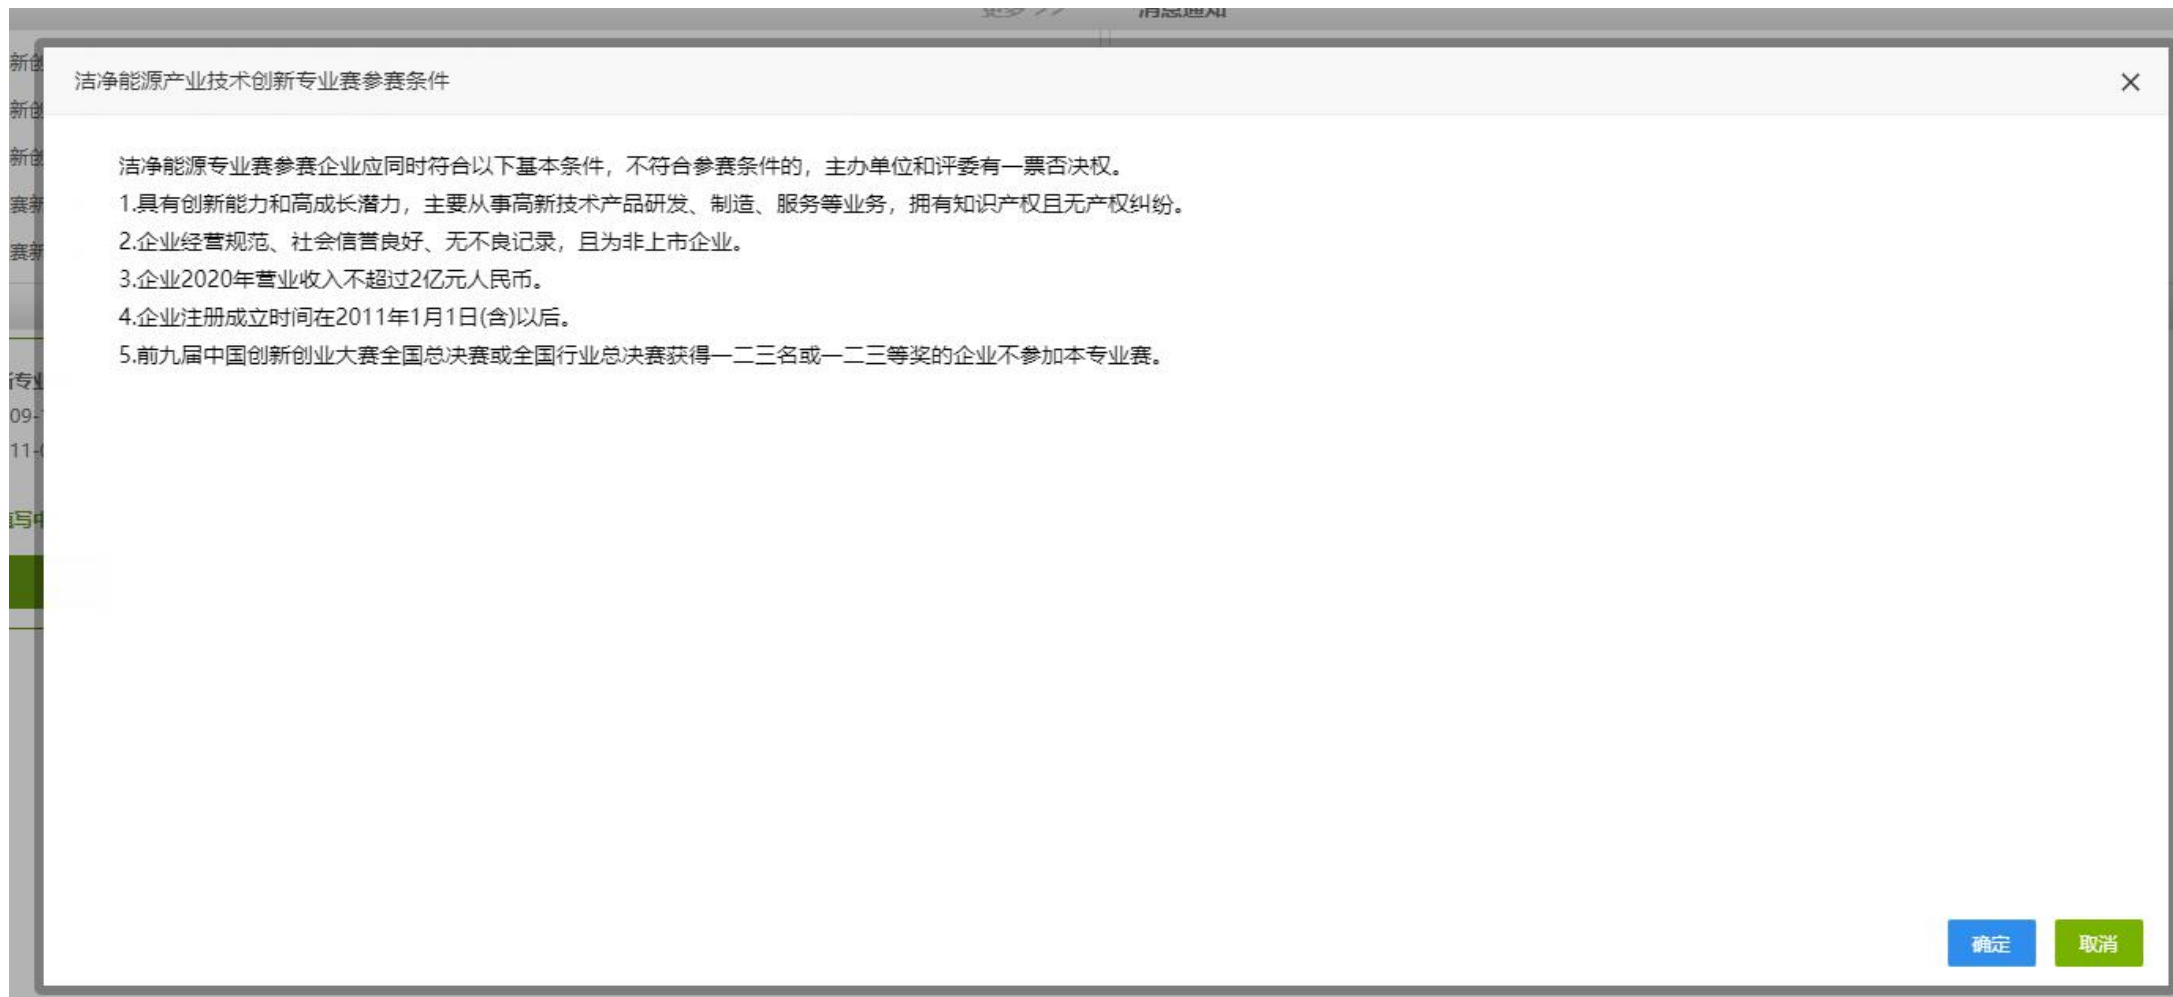 消息通知
洁净能源产业技术创新专业赛参赛条件
洁净能源专业赛参赛企业应同时符合以下基本条件，不符合参赛条件的，主办单位和评委有一票否决权。
1.具有创新能力和高成长潜力，主要从事高新技术产品研发、制造、服务等业务，拥有知识产权且无产权纠纷。
2.企业经营规范、社会信誉良好、无不良记录，且为非上市企业。
3.企业2020年营业收入不超过2亿元人民币。
4.企业注册成立时间在2011年1月1日(含)以后。
5.前九届中国创新创业大赛全国总决赛或全国行业总决赛获得一二三名或一二三等奖的企业不参加本专业赛。
确定 取消